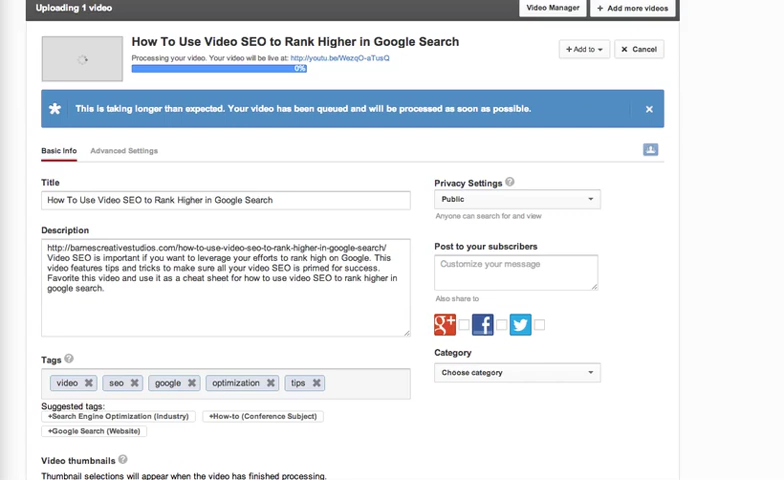 Uploading 1 video
Video Manager
+ Add more videos
How To Use Video SEO to Rank Higher in Google Search
+ Add to
× Cancel
Processing your video. Your video will be live at: http://youtu.be/WezqO-aTusQ
0%
This is taking longer than expected. Your video has been queued and will be processed as soon as possible.
Basic Info
Advanced Settings
Title
How To Use Video SEO to Rank Higher in Google Search
Description
http://barnescreativestudios.com/how-to-use-video-seo-to-rank-higher-in-google-search/
Video SEO is important if you want to leverage your efforts to rank high on Google. This
video features tips and tricks to make sure all your video SEO is primed for success.
Favorite this video and use it as a cheat sheet for how to use video SEO to rank higher in
google search.
Tags
video
seo
google
optimization
tips
Suggested tags:
+Search Engine Optimization (Industry)
+How-to (Conference Subject)
+Google Search (Website)
Video thumbnails
Thumbnail selections will appear when the video has finished processing.
Privacy Settings
Public
Anyone can search for and view
Post to your subscribers
Customize your message
Also share to
Category
Choose category